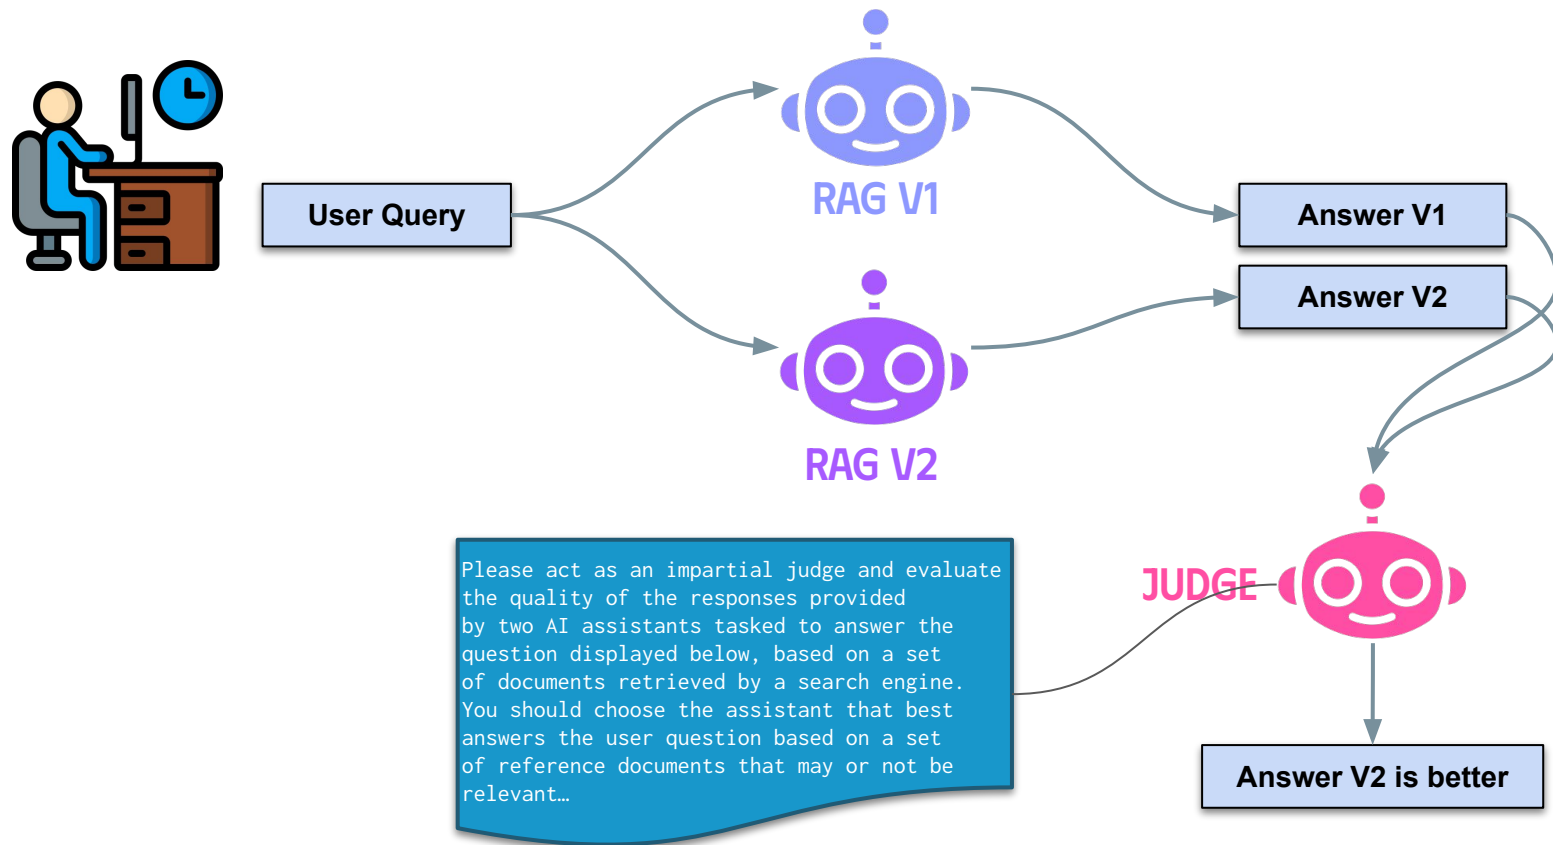 RAG V1
User Query
Answer V1
Answer V2
RAG V2
Please act as an impartial judge and evaluate
the quality of the responses provided
by two AI assistants tasked to answer the
question displayed below, based on a set
of documents retrieved by a search engine.
You should choose the assistant that best
answers the user question based on a set
of reference documents that may or not be
relevant…
JUDGE
Answer V2 is better